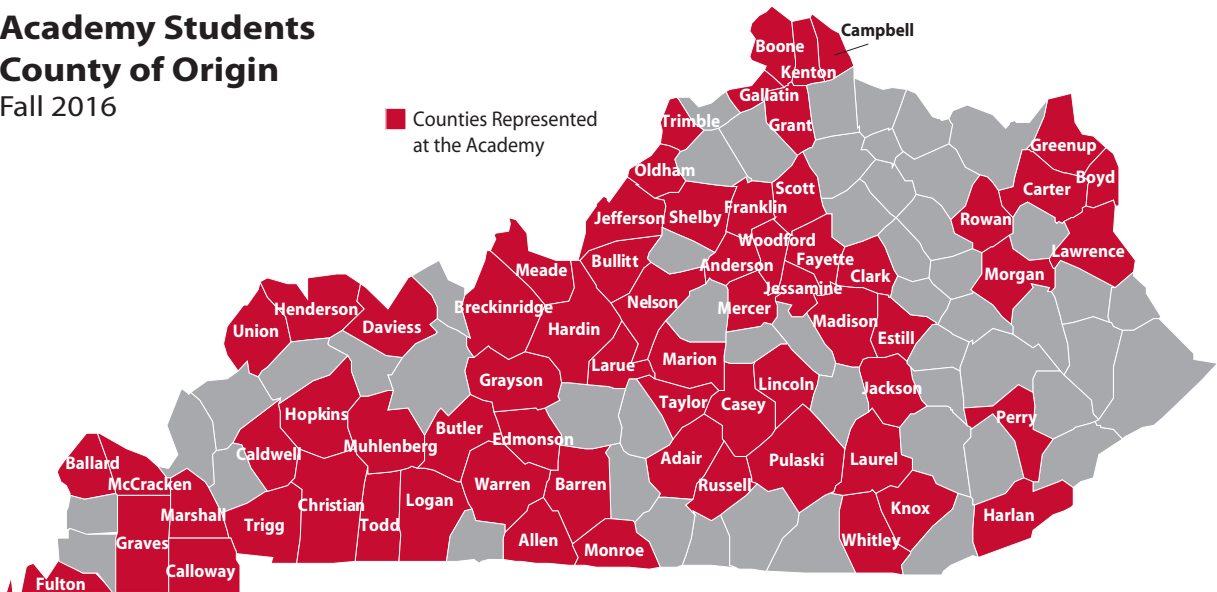 Academy Students
County of Origin
Fall 2016
Counties Represented
at the Academy
Campbell
Boone
Kenton
Gallatin
Trimble
Grant
Greenup
Oldham
Boyd
Scott
Carter
Franklin
Jefferson
Shelby
Rowan
Woodford
Lawrence
Bullitt
Anderson
Fayette
Meade
Clark
Morgan
Jessamine
Nelson
Breckinridge
Mercer
Henderson
Madison
Union
Daviess
Hardin
Estill
Marion
Larue
Grayson
Lincoln
Jackson
Taylor
Casey
Hopkins
Perry
Butler
Edmonson
Muhlenberg
Caldwell
Adair
Pulaski
Laurel
Ballard
McCracken
Warren
Barren
Russell
Logan
Christian
Knox
Marshall
Trigg
Todd
Harlan
Graves
Allen
Monroe
Whitley
Calloway
Fulton